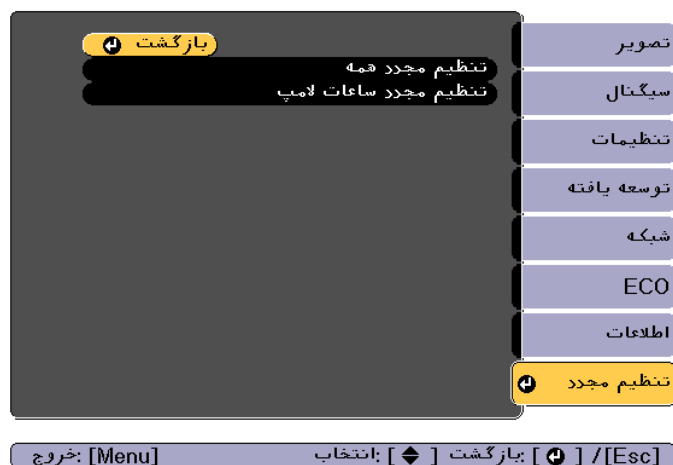 بازگشت
تنظیم مجدد همه
تنظیم مجدد ساعات لامپ
تصویر
سیگنال
تنظیمات
توسعه یافته
شبکه
ECO
اطلاعات
تنظیم مجدد
[Esc]/[ ]:بازگشت [ ]:انتخاب [Menu]:خروج